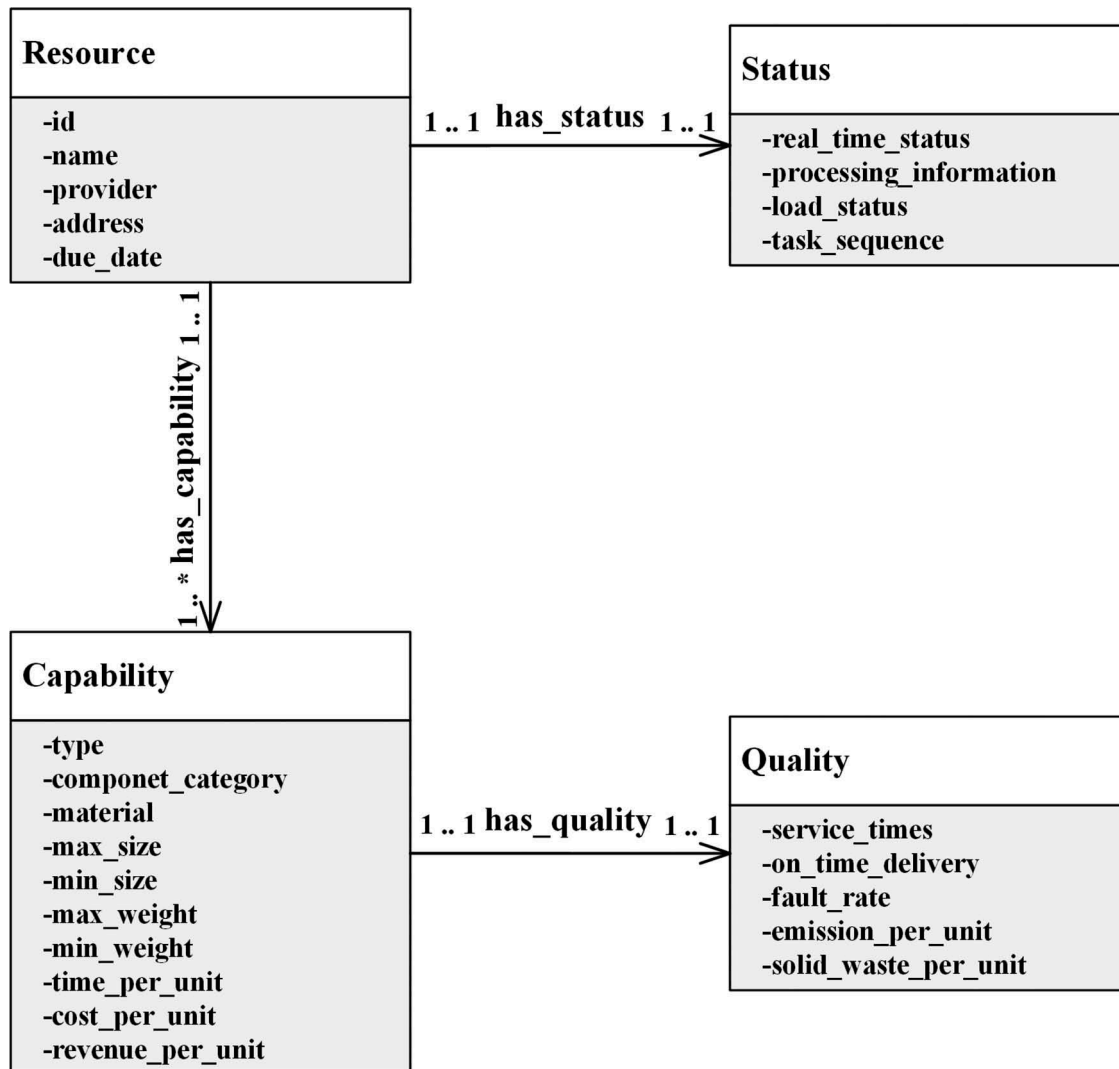 Resource
-id
-name
-provider
-address
-due_date
1 .. 1 has_status 1 .. 1
Status
-real_time_status
-processing_information
-load_status
-task_sequence
1 .. * has_capability 1 .. 1
Capability
-type
-componet_category
-material
-max_size
-min_size
-max_weight
-min_weight
-time_per_unit
-cost_per_unit
-revenue_per_unit
1 .. 1 has_quality 1 .. 1
Quality
-service_times
-on_time_delivery
-fault_rate
-emission_per_unit
-solid_waste_per_unit